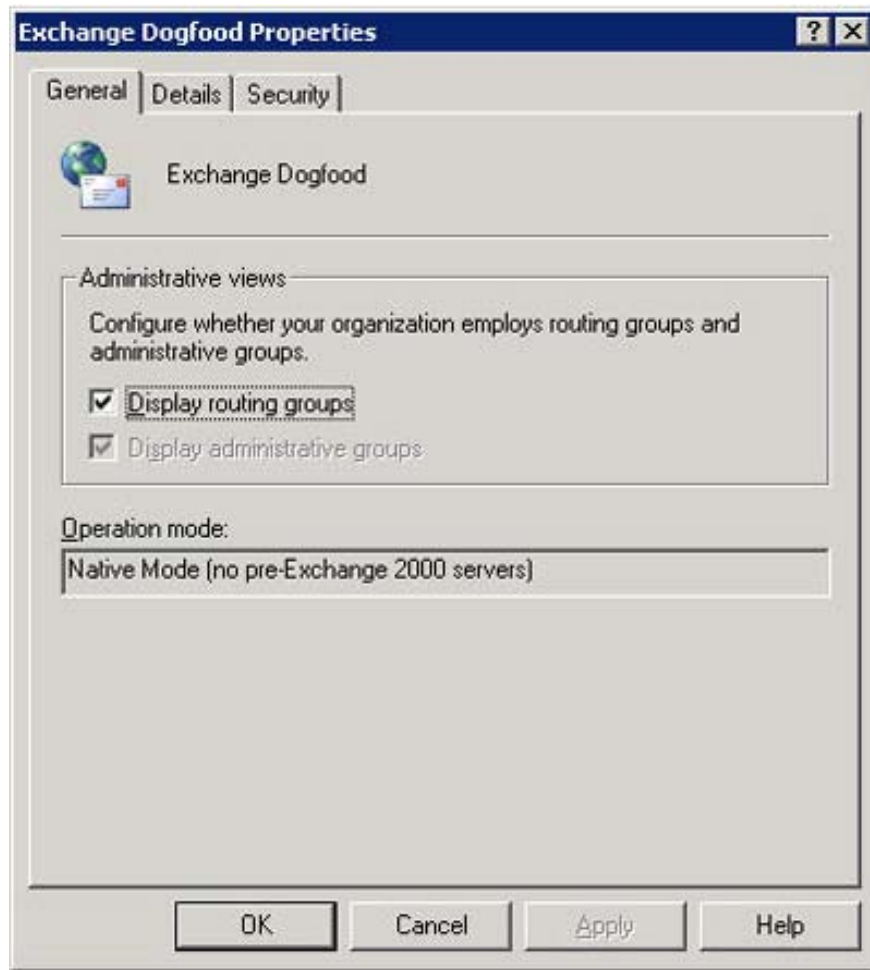 Exchange Dogfood Properties
General Details Security
Exchange Dogfood
Administrative views
Configure whether your organization employs routing groups and
administrative groups.
Display routing groups
Display administrative groups
Operation mode:
Native Mode (no pre-Exchange 2000 servers)
OK Cancel Apply Help